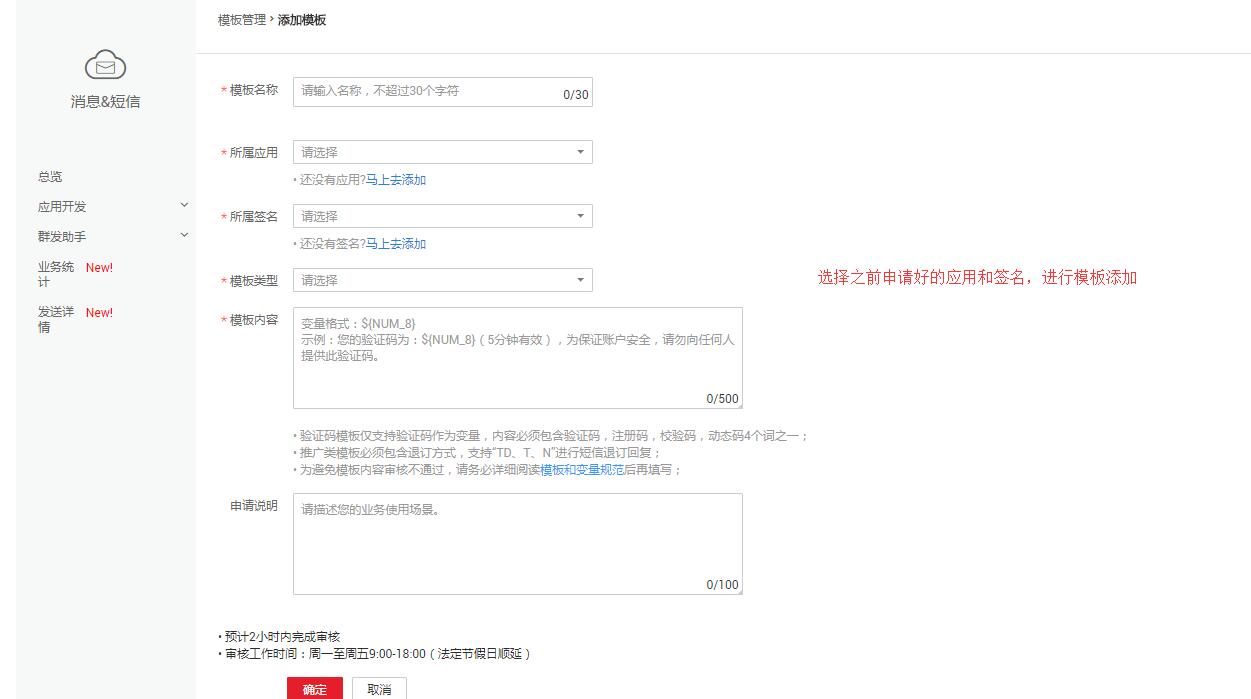 模板管理 › 添加模板
消息&短信
总览
应用开发
群发助手
业务统计 New!
发送详情 New!
* 模板名称
请输入名称，不超过30个字符
0/30
* 所属应用
请选择
• 还没有应用?马上去添加
* 所属签名
请选择
• 还没有签名?马上去添加
* 模板类型
请选择
选择之前申请好的应用和签名，进行模板添加
* 模板内容
变量格式：${NUM_8}
示例：您的验证码为：${NUM_8}（5分钟有效），为保证账户安全，请勿向任何人
提供此验证码。
0/500
• 验证码模板仅支持验证码作为变量，内容必须包含验证码，注册码，校验码，动态码4个词之一；
• 推广类模板必须包含退订方式，支持“TD、T、N”进行短信退订回复；
• 为避免模板内容审核不通过，请务必详细阅读模板和变量规范后再填写；
申请说明
请描述您的业务使用场景。
0/100
• 预计2小时内完成审核
• 审核工作时间：周一至周五9:00-18:00（法定节假日顺延）
确定 取消